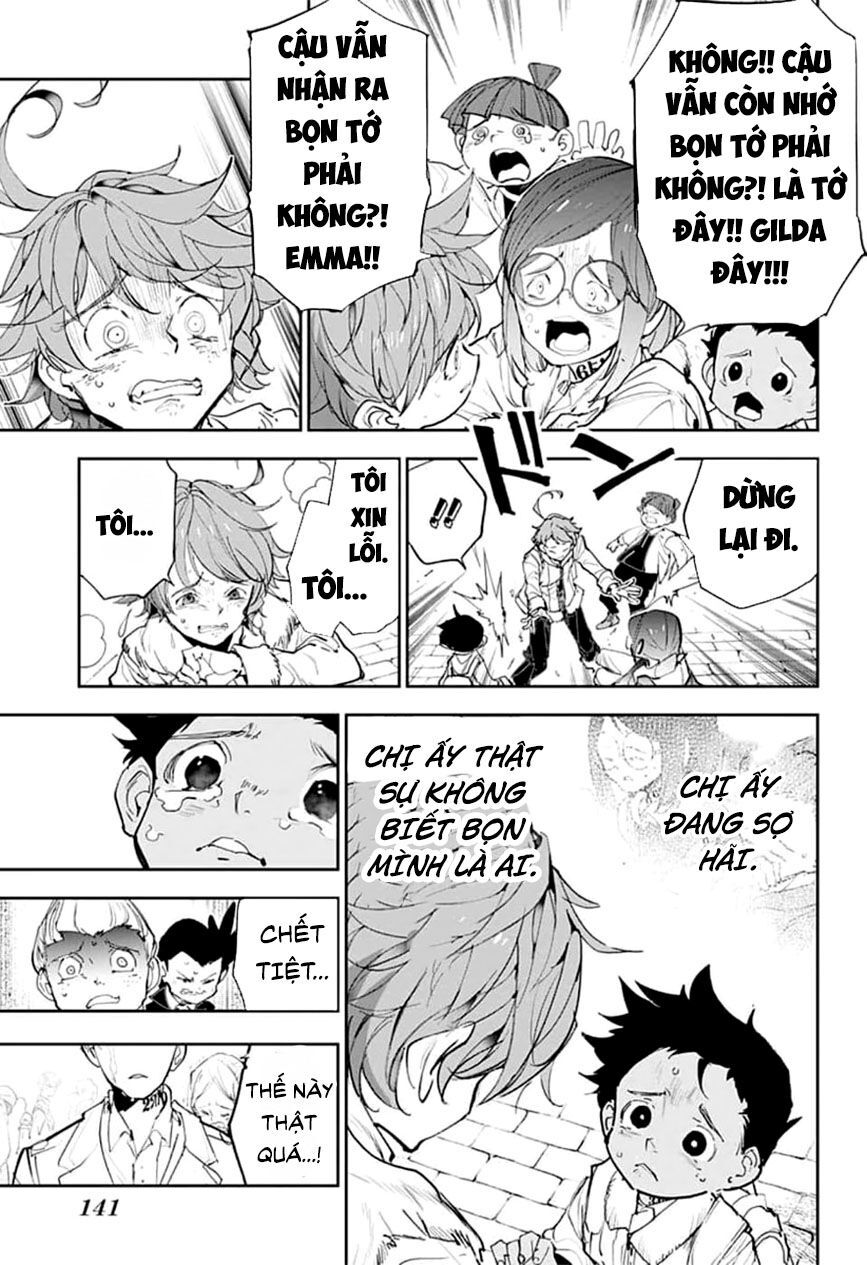 KHÔNG!! CẬU
VẪN CÒN NHỚ
BỌN TỚ PHẢI
KHÔNG?! LÀ TỚ
ĐÂY!! GILDA
ĐÂY!!!
CẬU VẪN
NHẬN RA
BỌN TỚ
PHẢI
KHÔNG?!
EMMA!!
DỪNG
LẠI ĐI.
ドン
!!
TÔI
XIN
LỖI.
TÔI...
TÔI...
CHỊ ẤY
ĐANG SỢ
HÃI.
CHỊ ẤY THẬT
SỰ KHÔNG
BIẾT BỌN
MÌNH LÀ AI.
CHẾT
TIỆT...
THẾ NÀY
THẬT
QUÁ...!
141